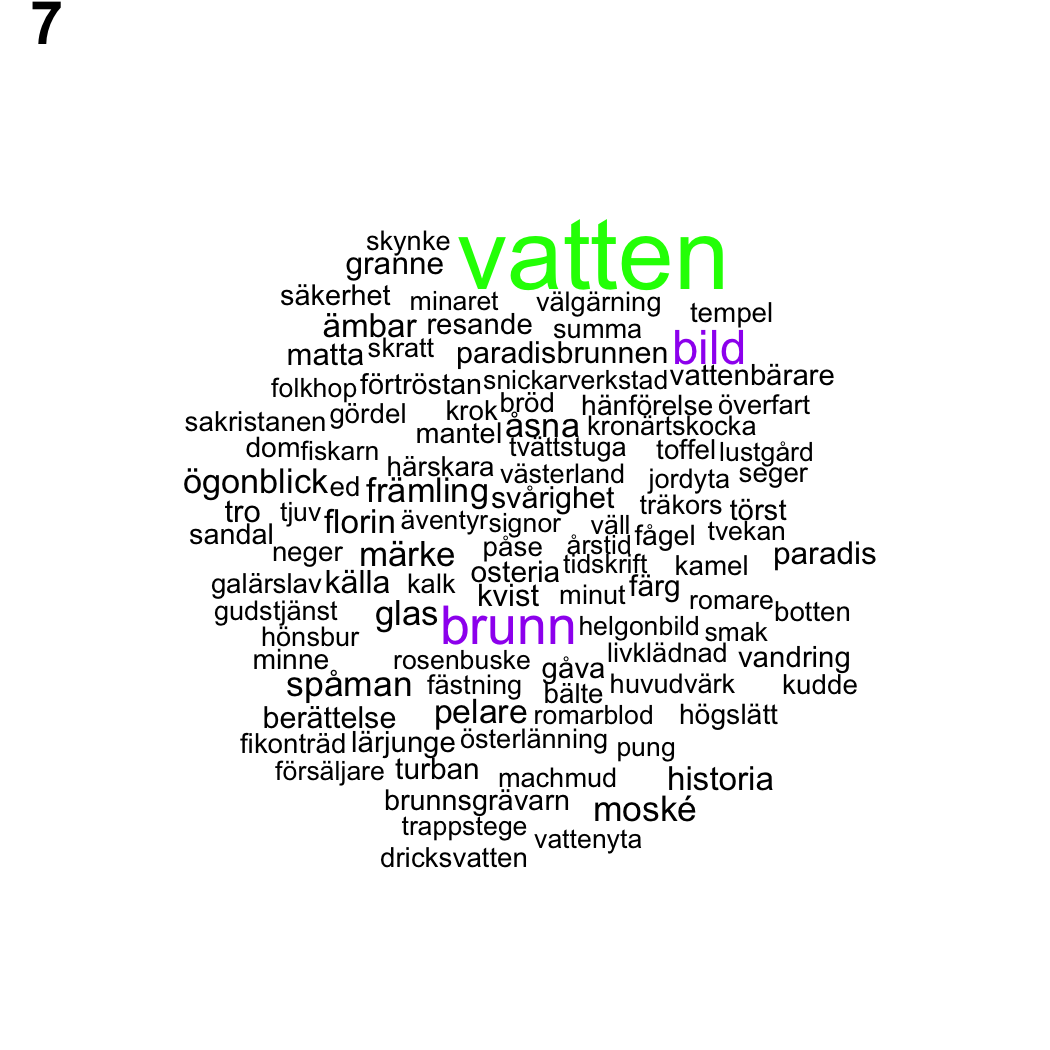 7
skynke vatten
granne
säkerhet minaret välgärning tempel
ämbar resande summa
matta skratt paradisbrunnen bild
folkhop förtröstan snickarverkstad vattenbärare
sakristanen gördel krok bröd hänförelse överfart
mantel åsna kronärtskocka
dom fiskarn tvättstuga toffel lustgård
härskara västerland jordyta seger
ögonblick ed främling svårighet
tro tjuv florin äventyr signor väll träkors törst
sandal fågel tvekan
neger märke påse årstid paradis
osteria tidskrift kamel
galärslav källa kalk kvist minut färg romare
gudstjänst glas botten
hönsbur brunn helgonbild smak
minne rosenbuske gåva livklädnad vandring
spåman fästning bälte huvudvärk kudde
berättelse pelare romarblod högslätt
fikonträd lärjunge österlänning pung
försäljare turban machmud historia
brunnsgrävarn moské
trappstege vattenyta
dricksvatten